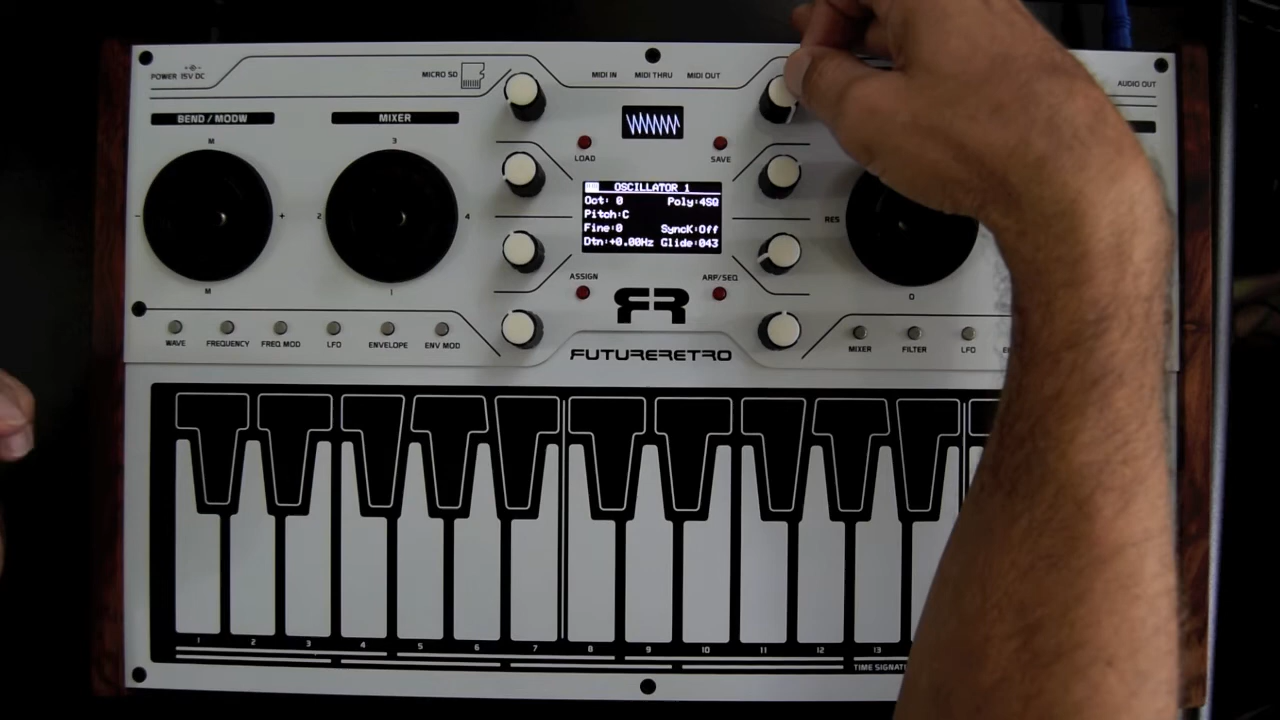 POWER 15V DC
MICRO SD
MIDI IN MIDI THRU MIDI OUT
AUDIO OUT
BEND / MODW
MIXER
M
3
LOAD
SAVE
- + 2 4
RES
M
1
O
OSCILLATOR 1
Oct: 0 Poly:4SQ
Pitch:C
Fine:0 SyncK:Off
Dtn:+0.00Hz Glide:043
ASSIGN
ARP/SEQ
FR
FUTURERETRO
WAVE FREQUENCY FREQ MOD LFO ENVELOPE ENV MOD
MIXER FILTER LFO
1 2 3 4 5 6 7 8 9 10 11 12 13